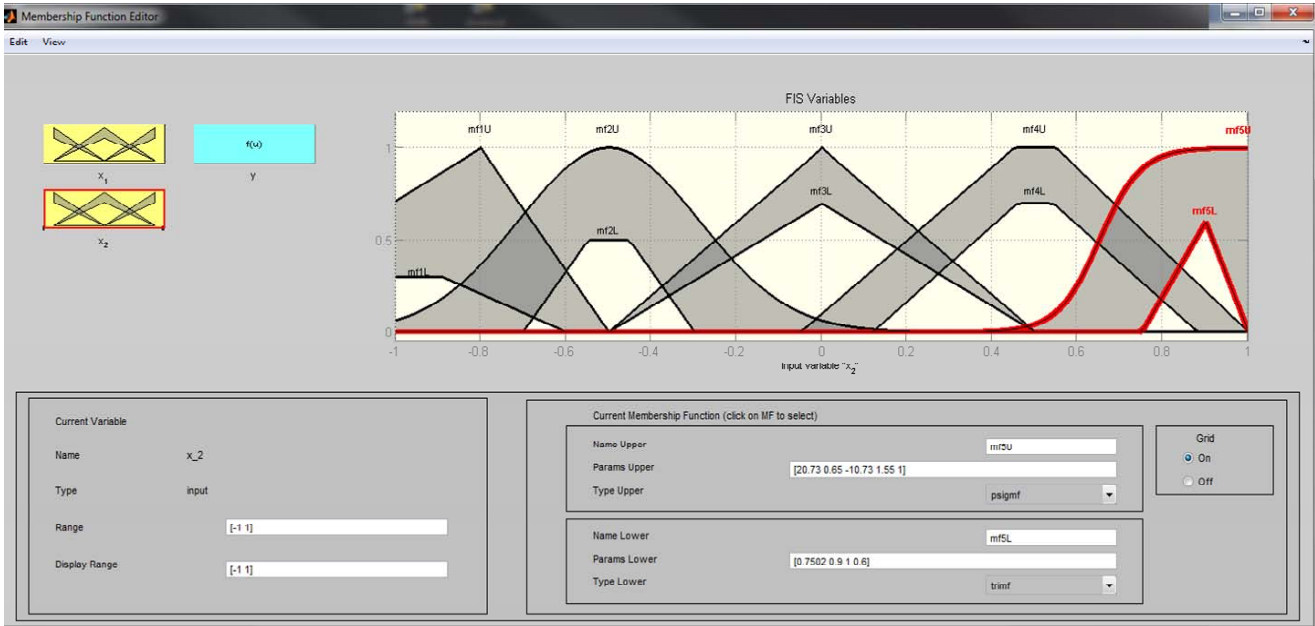 Membership Function Editor
Edit View
FIS Variables
f(u)
x1
y
x2
mf1U mf2U mf3U mf4U mf5U
mf1L mf2L mf3L mf4L mf5L
1
0.5
0
-1 -0.8 -0.6 -0.4 -0.2 0 0.2 0.4 0.6 0.8 1
input variable "x2"
Current Variable
Name x_2
Type input
Range [-1 1]
Display Range [-1 1]
Current Membership Function (click on MF to select)
Name Upper mf5U
Params Upper [20.73 0.65 -10.73 1.55 1]
Type Upper psigmf
Name Lower mf5L
Params Lower [0.7502 0.9 1 0.6]
Type Lower trimf
Grid
On
Off